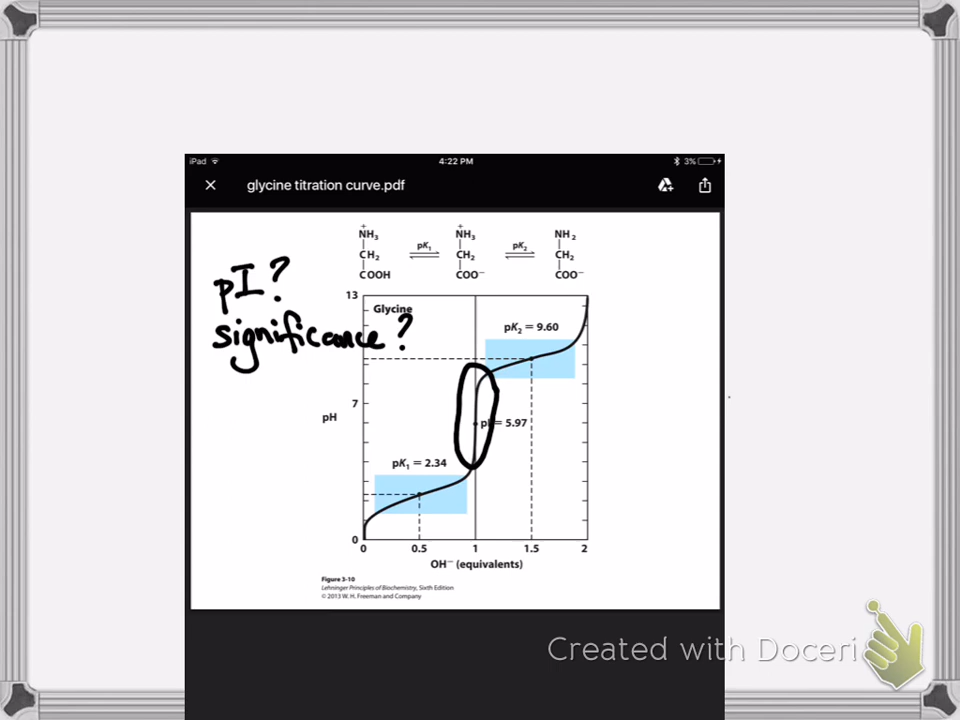 iPad 4:22 PM 3%
glycine titration curve.pdf
+
NH₃
+
NH₃
NH₂
pK₁
pK₂
CH₂
CH₂
CH₂
COOH
COO⁻
COO⁻
pI?
significance?
13
Glycine
pK₂ = 9.60
7
pH
pI = 5.97
pK₁ = 2.34
0
0 0.5 1 1.5 2
OH⁻ (equivalents)
Figure 3-10
Lehninger Principles of Biochemistry, Sixth Edition
© 2013 W. H. Freeman and Company
Created with Doceri